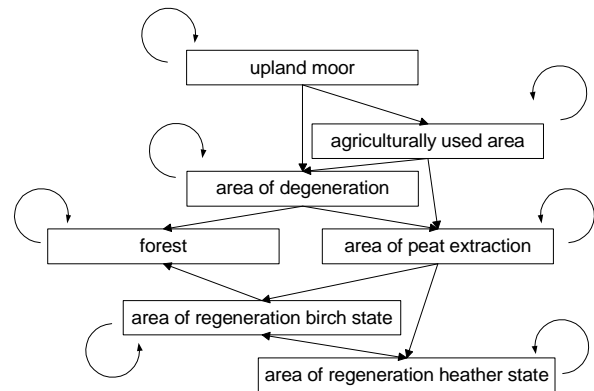 upland moor
agriculturally used area
area of degeneration
forest
area of peat extraction
area of regeneration birch state
area of regeneration heather state